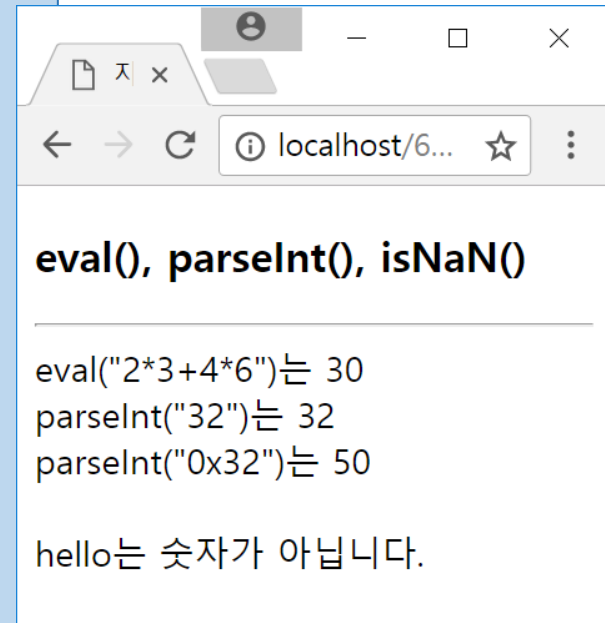 지
localhost/6...
eval(), parseInt(), isNaN()
eval("2*3+4*6")는 30
parseInt("32")는 32
parseInt("0x32")는 50
hello는 숫자가 아닙니다.